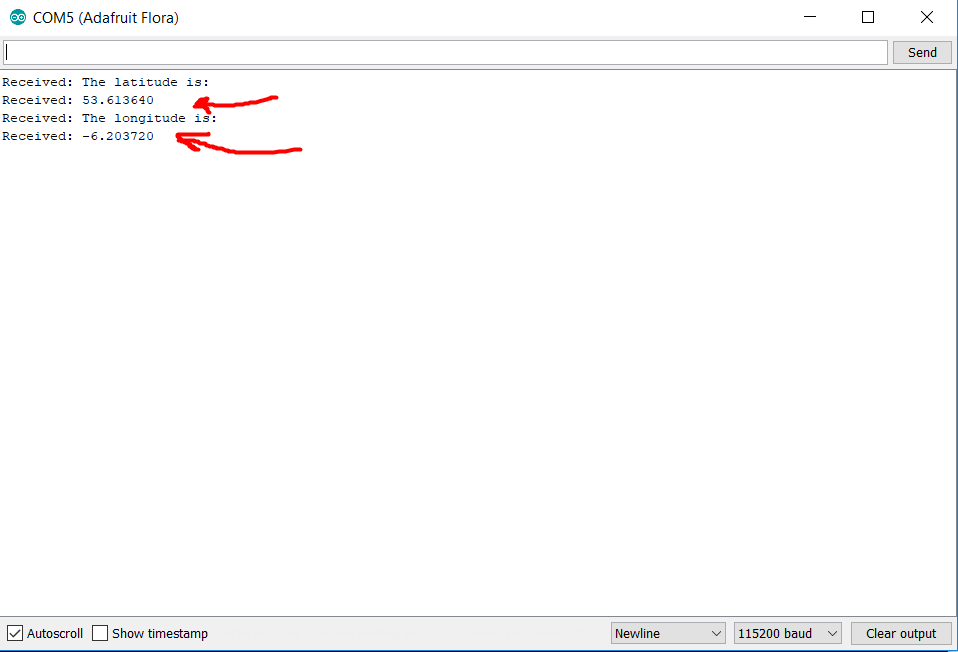 COM5 (Adafruit Flora)
Send
Received: The latitude is:
Received: 53.613640
Received: The longitude is:
Received: -6.203720
Autoscroll
Show timestamp
Newline
115200 baud
Clear output